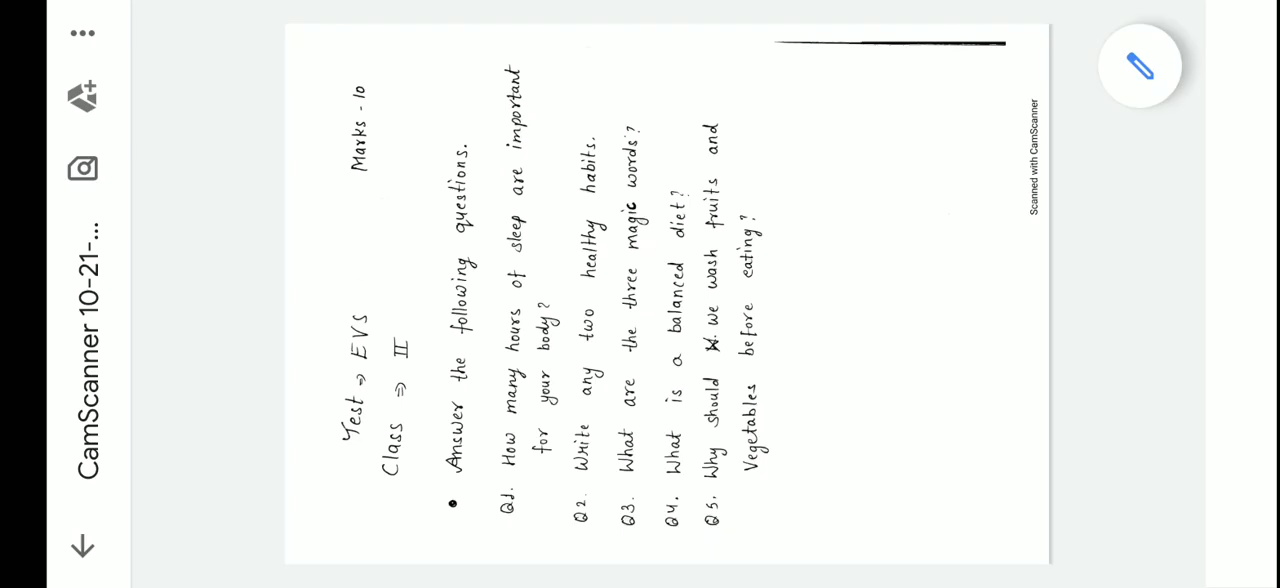 CamScanner 10-21-...
Test ⇒ EVS Marks - 10
Class ⇒ II
• Answer the following questions.
Q1. How many hours of sleep are important
for your body?
Q2. Write any two healthy habits.
Q3. What are the three magic words?
Q4. What is a balanced diet?
Q5. Why should we wash fruits and
Vegetables before eating?
Scanned with CamScanner